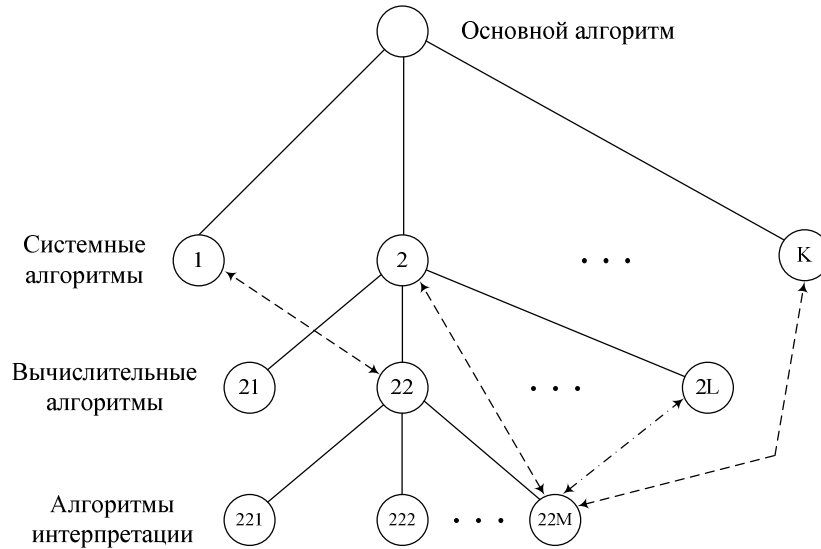 Основной алгоритм
Системные
алгоритмы
1
2
. . .
K
Вычислительные
алгоритмы
21
22
. . .
2L
Алгоритмы
интерпретации
221
222
. . .
22M